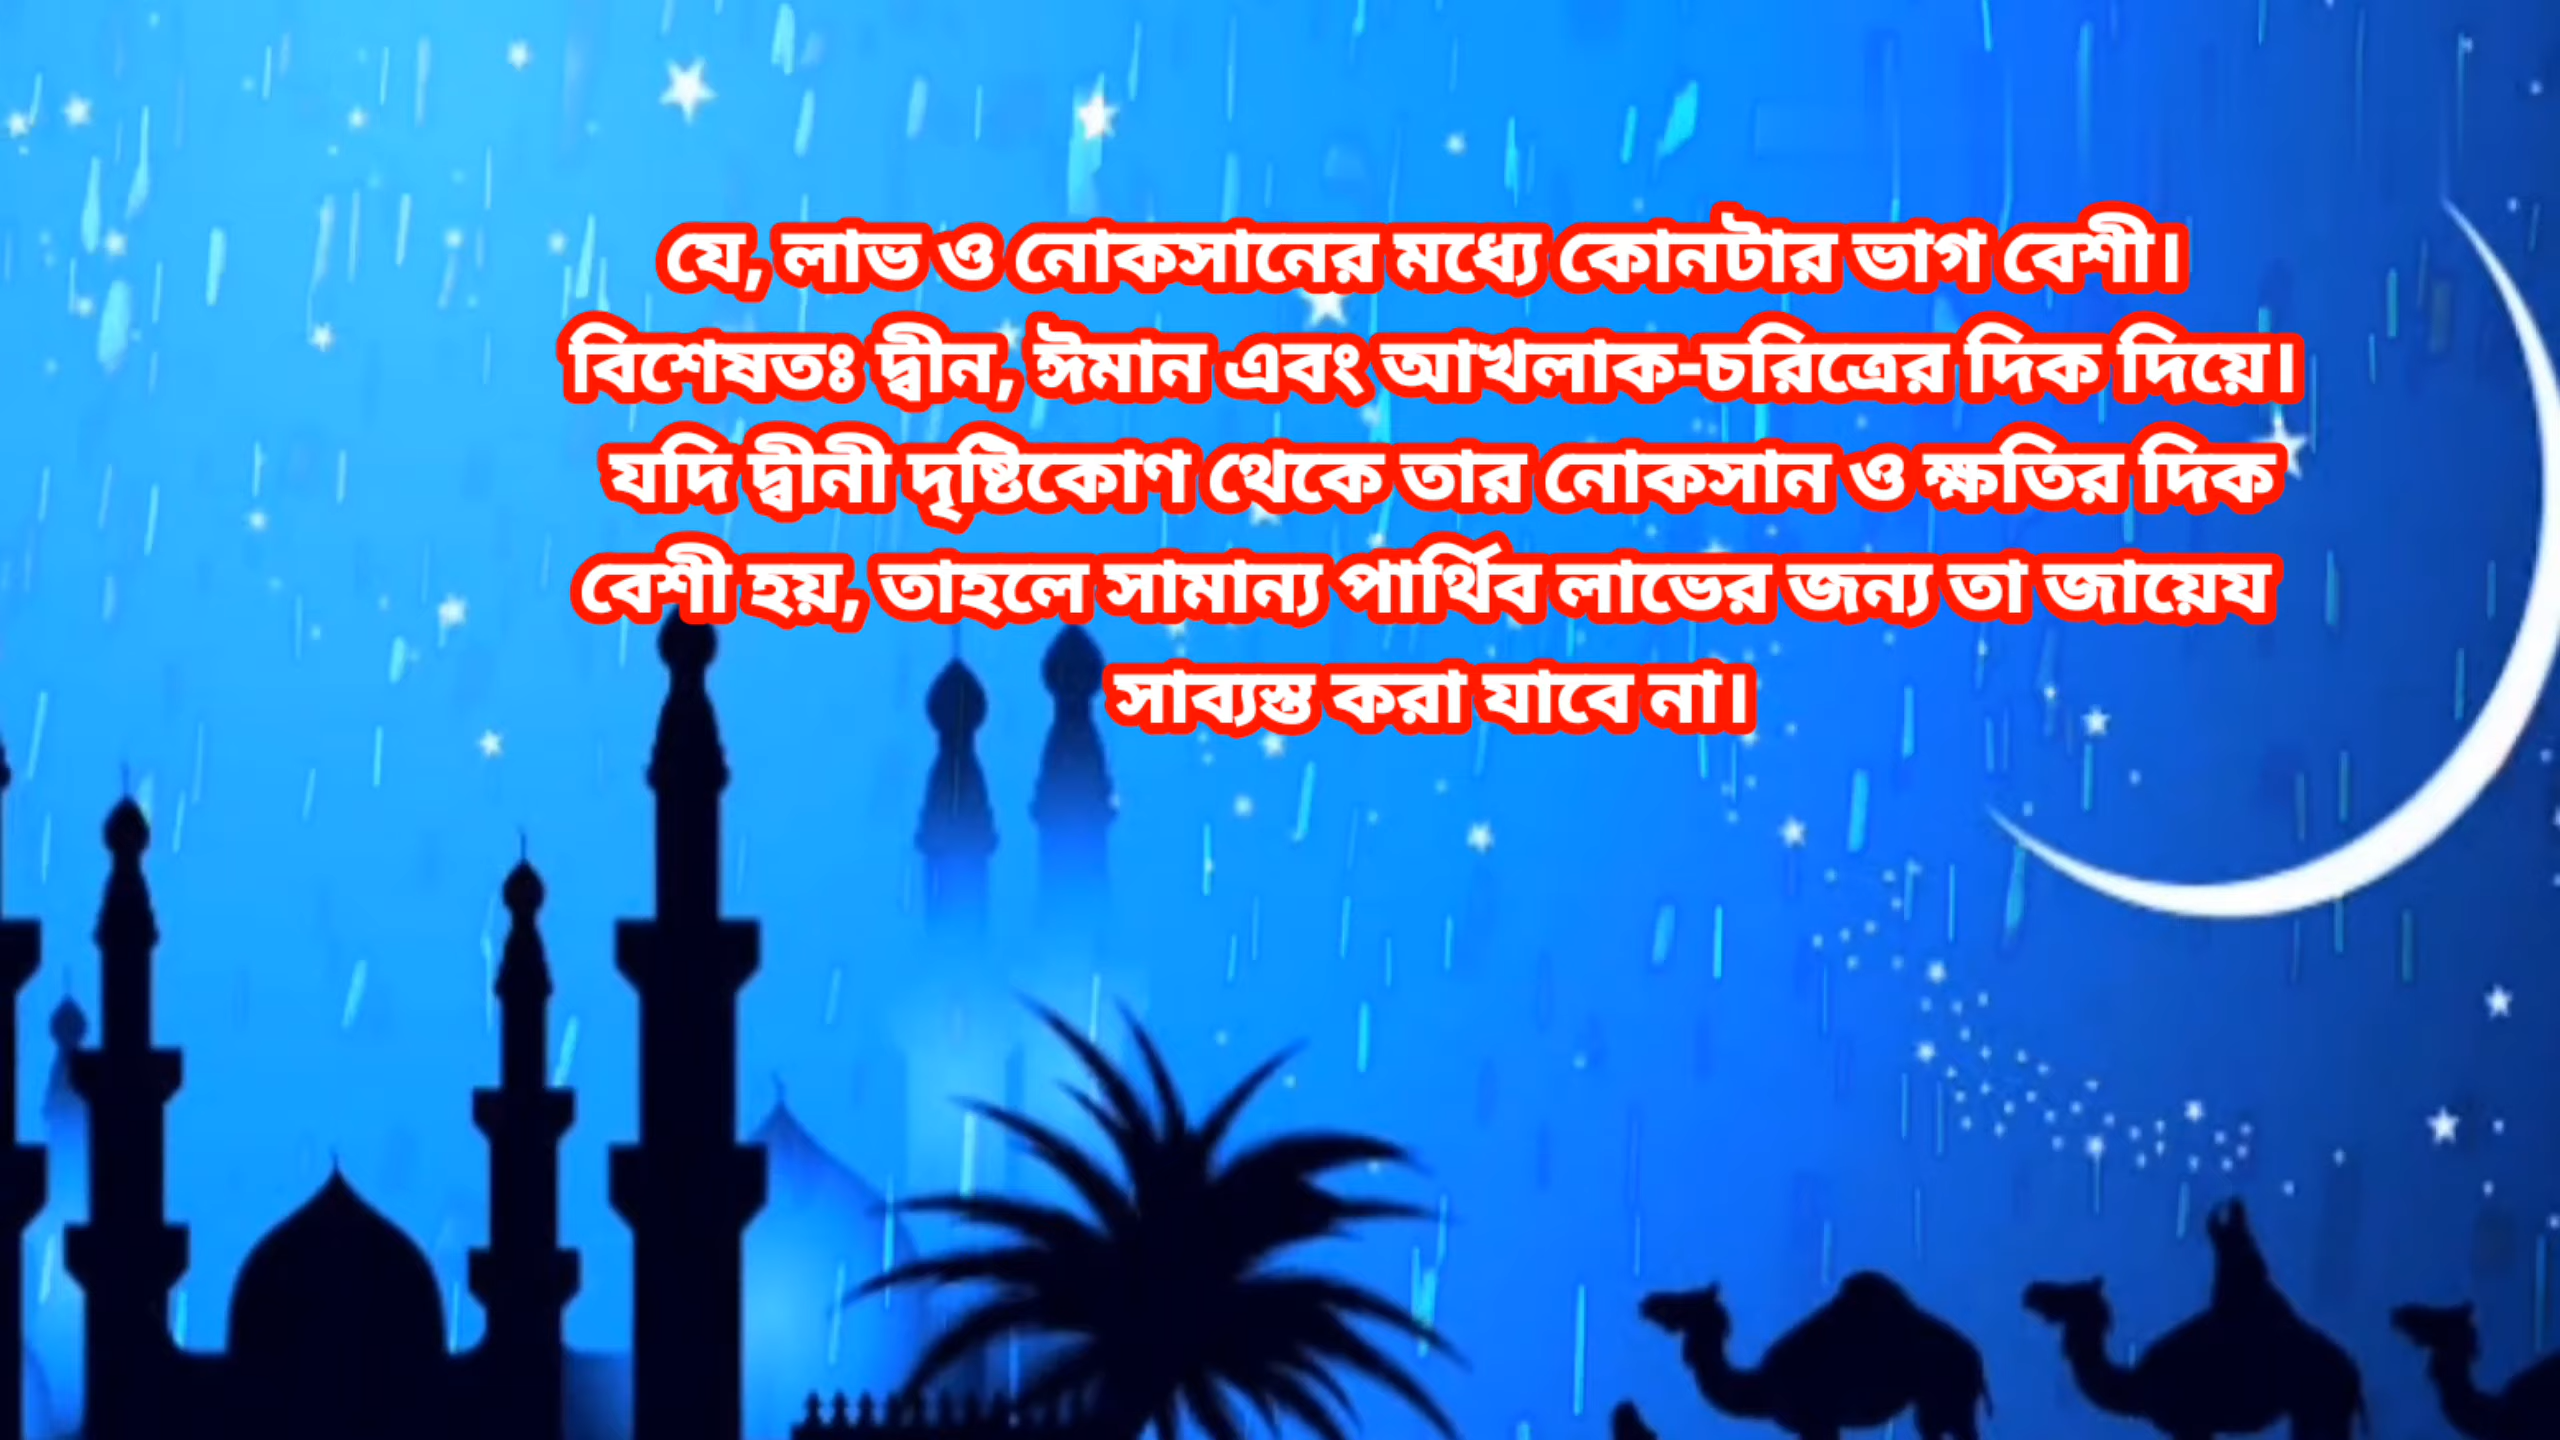 যে, লাভ ও নোকসানের মধ্যে কোনটার ভাগ বেশী।
বিশেষতঃ দ্বীন, ঈমান এবং আখলাক-চরিত্রের দিক দিয়ে।
যদি দ্বীনী দৃষ্টিকোণ থেকে তার নোকসান ও ক্ষতির দিক
বেশী হয়, তাহলে সামান্য পার্থিব লাভের জন্য তা জায়েয
সাব্যস্ত করা যাবে না।